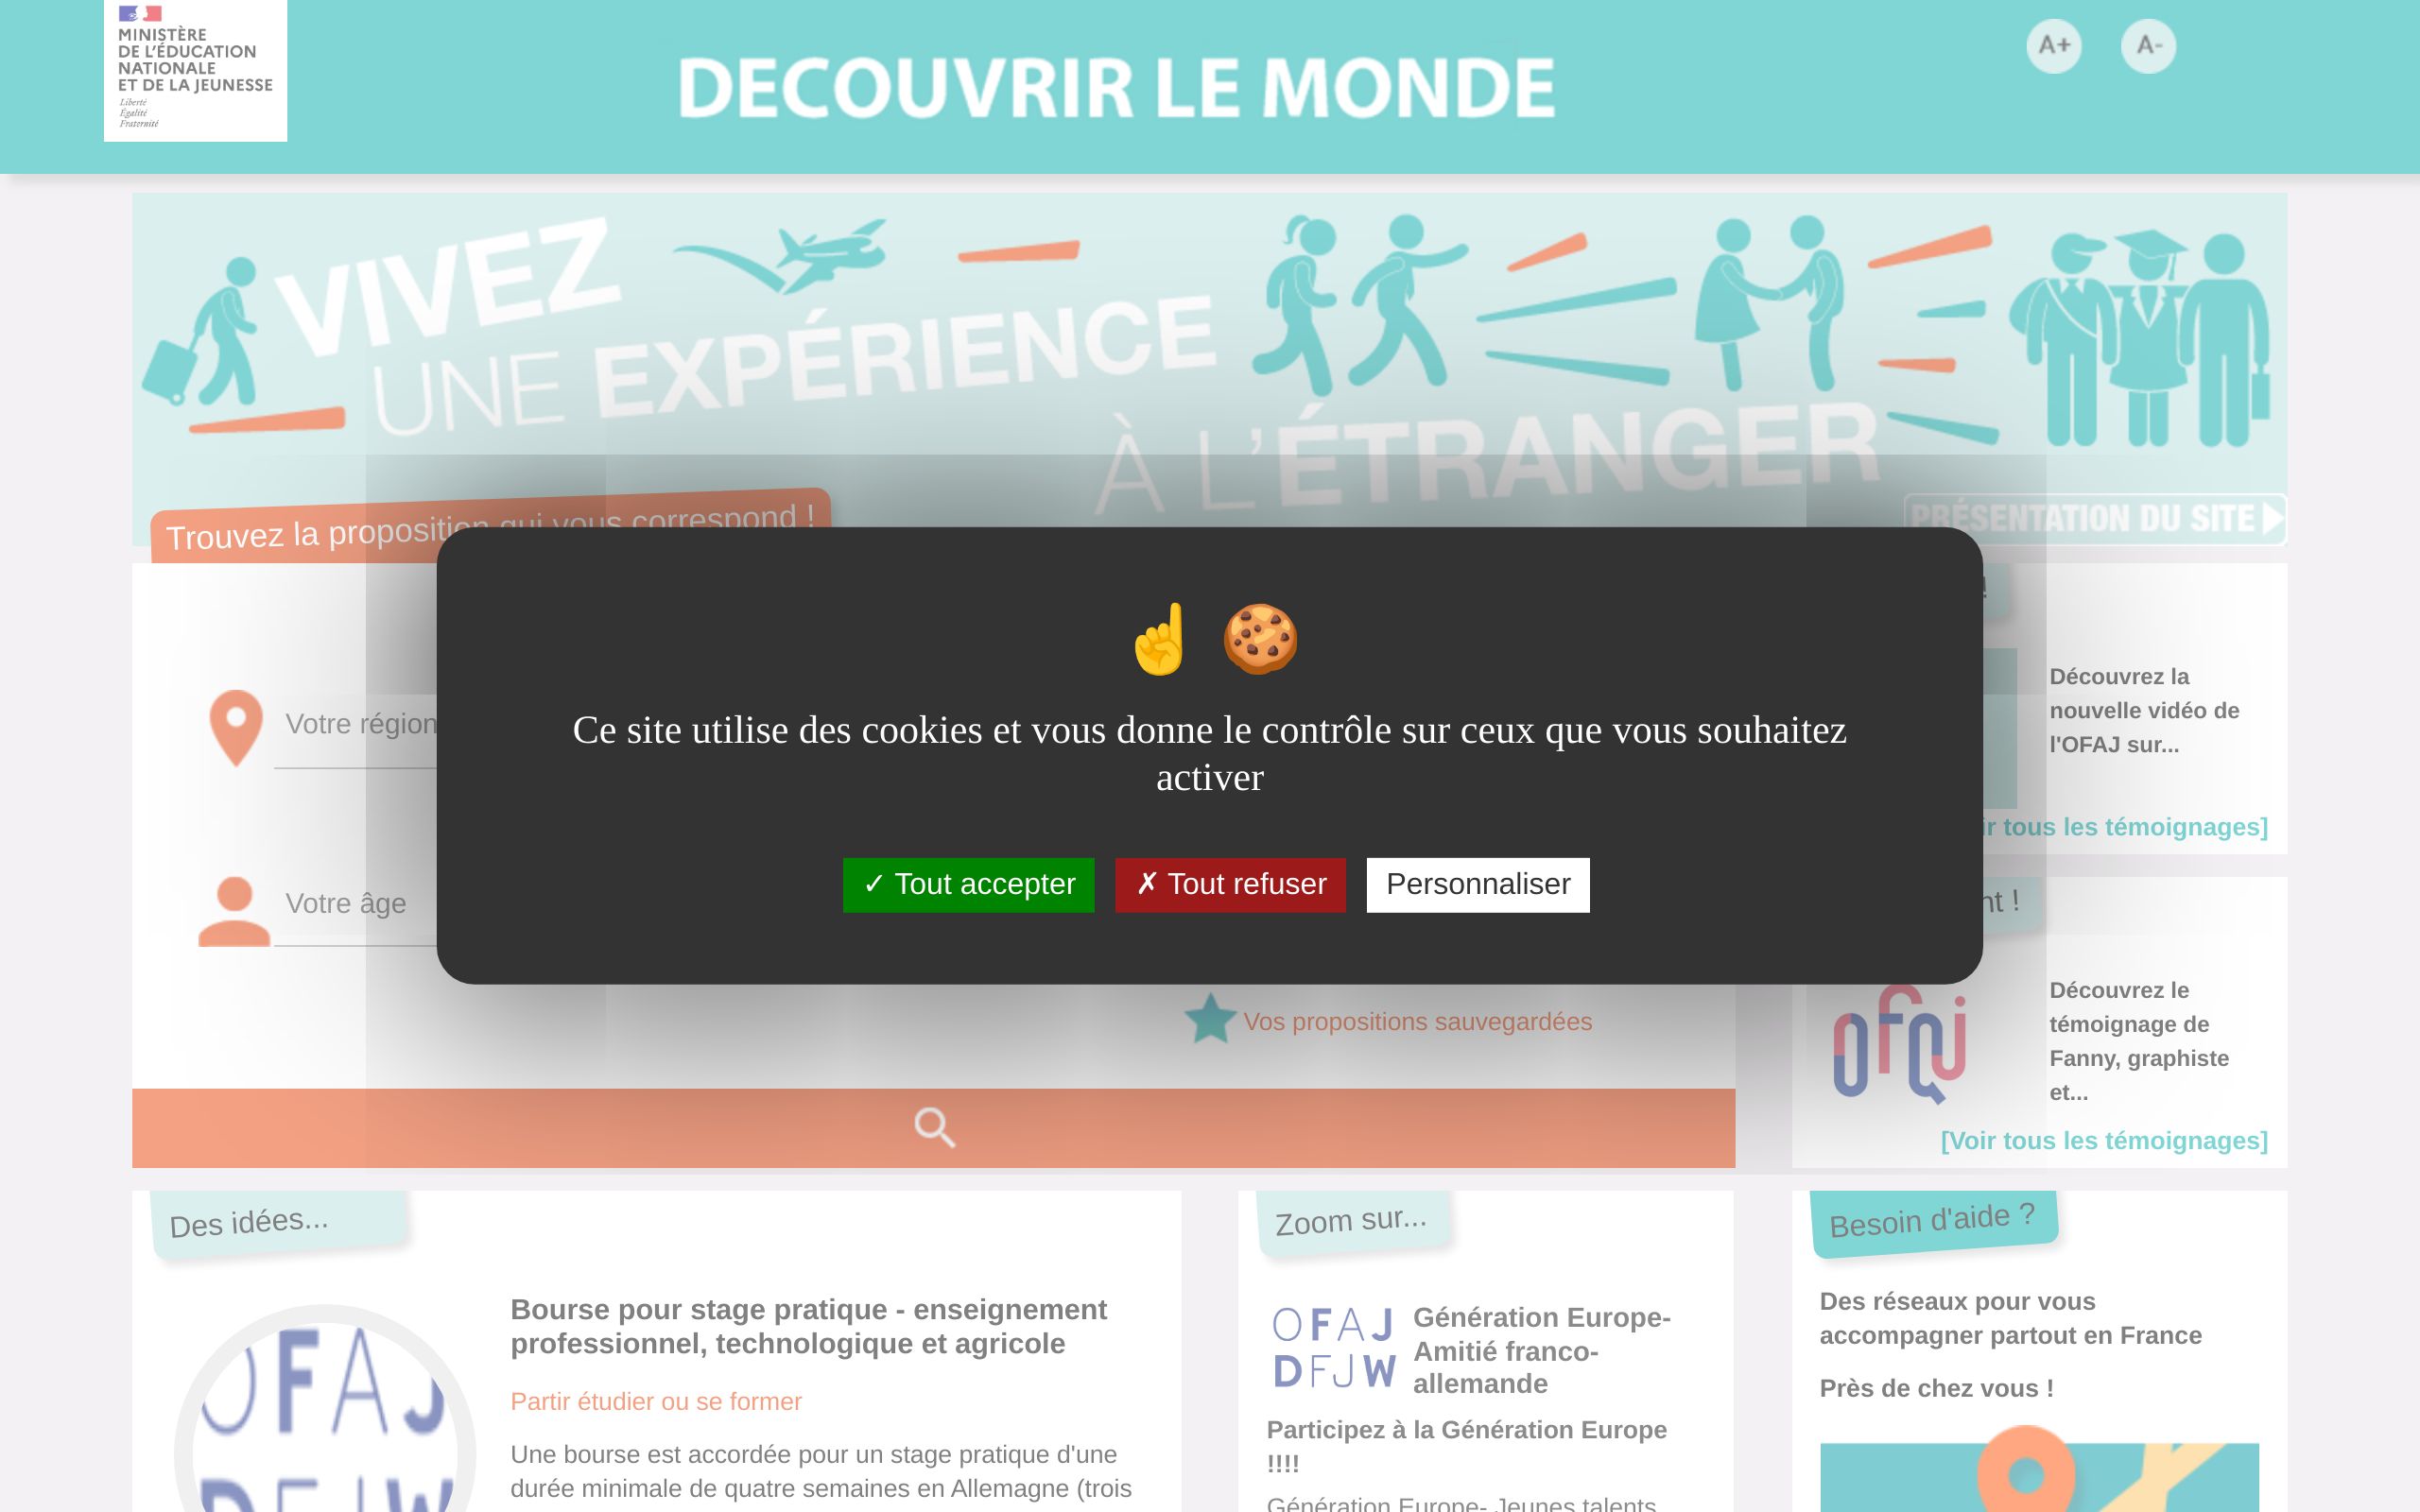 MINISTÈRE
DE L'ÉDUCATION
NATIONALE
ET DE LA JEUNESSE
Liberté
Égalité
Fraternité
DECOUVRIR LE MONDE
A+
A-
VIVEZ
UNE EXPÉRIENCE
À L'ÉTRANGER
Trouvez la proposition qui vous correspond !
PRÉSENTATION DU SITE
Votre région
Votre âge
Ce site utilise des cookies et vous donne le contrôle sur ceux que vous souhaitez
activer
✓ Tout accepter
✗ Tout refuser
Personnaliser
!
Découvrez la
nouvelle vidéo de
l'OFAJ sur...
ir tous les témoignages]
nt !
ofaj
Découvrez le
témoignage de
Fanny, graphiste
et...
[Voir tous les témoignages]
Vos propositions sauvegardées
Des idées...
OFAJ
DFJW
Bourse pour stage pratique - enseignement
professionnel, technologique et agricole
Partir étudier ou se former
Une bourse est accordée pour un stage pratique d'une
durée minimale de quatre semaines en Allemagne (trois
Zoom sur...
OFAJ
DFJW
Génération Europe-
Amitié franco-
allemande
Participez à la Génération Europe
!!!!
Génération Europe- Jeunes talents
Besoin d'aide ?
Des réseaux pour vous
accompagner partout en France
Près de chez vous !